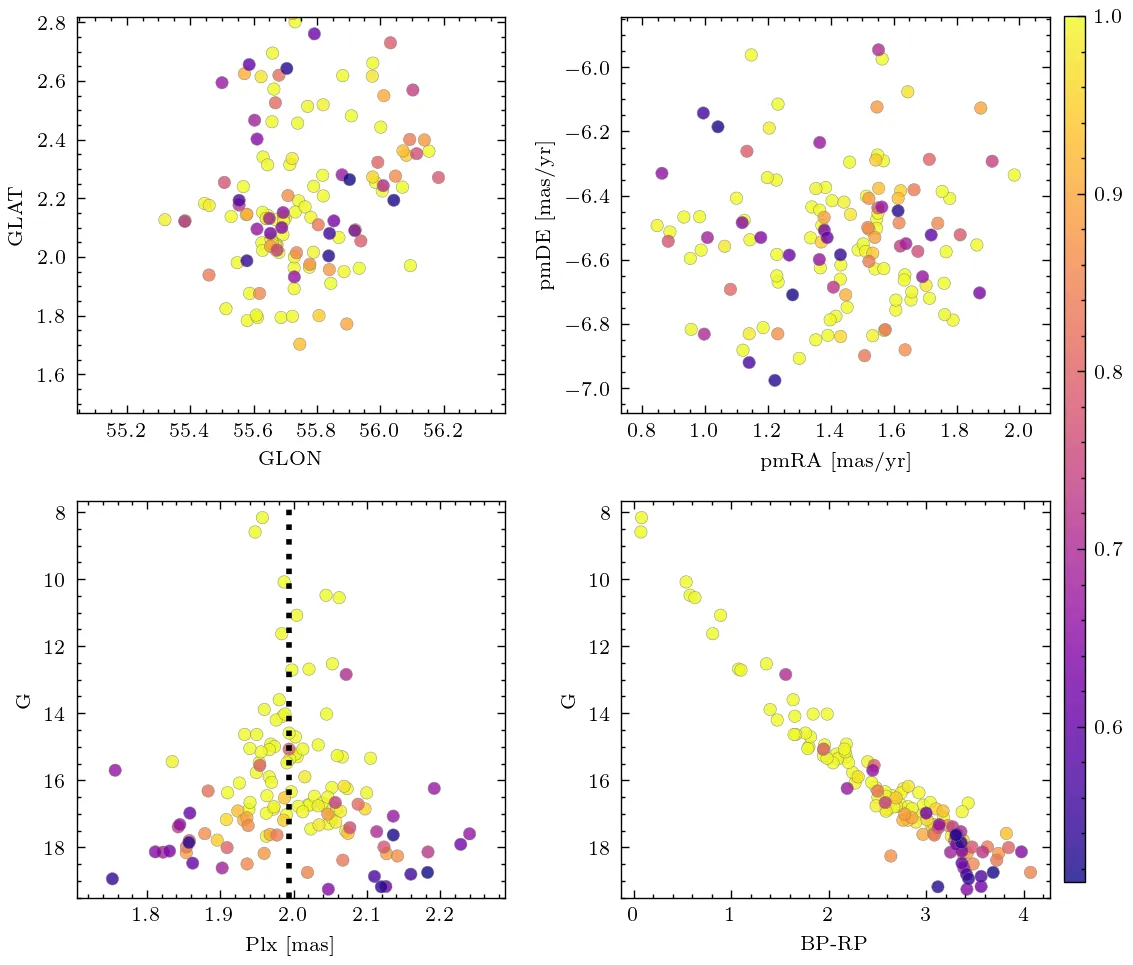 2.8
2.6
2.4
2.2
2.0
1.8
1.6
GLAT
55.2 55.4 55.6 55.8 56.0 56.2
GLON
−6.0
−6.2
−6.4
−6.6
−6.8
−7.0
pmDE [mas/yr]
0.8 1.0 1.2 1.4 1.6 1.8 2.0
pmRA [mas/yr]
1.0
0.9
0.8
0.7
0.6
8
10
12
14
16
18
G
1.8 1.9 2.0 2.1 2.2
Plx [mas]
8
10
12
14
16
18
G
0 1 2 3 4
BP-RP